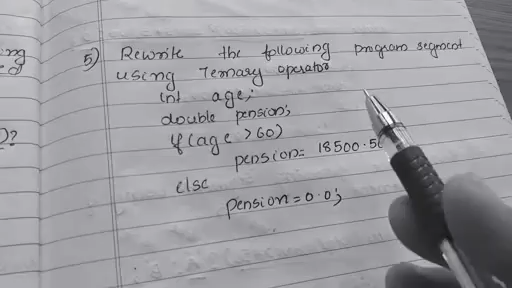 5) Rewrite the following program segment
using Ternary operator
int age;
double pension;
if(age >60)
pension= 18500.50
else
pension=0.0;
)?